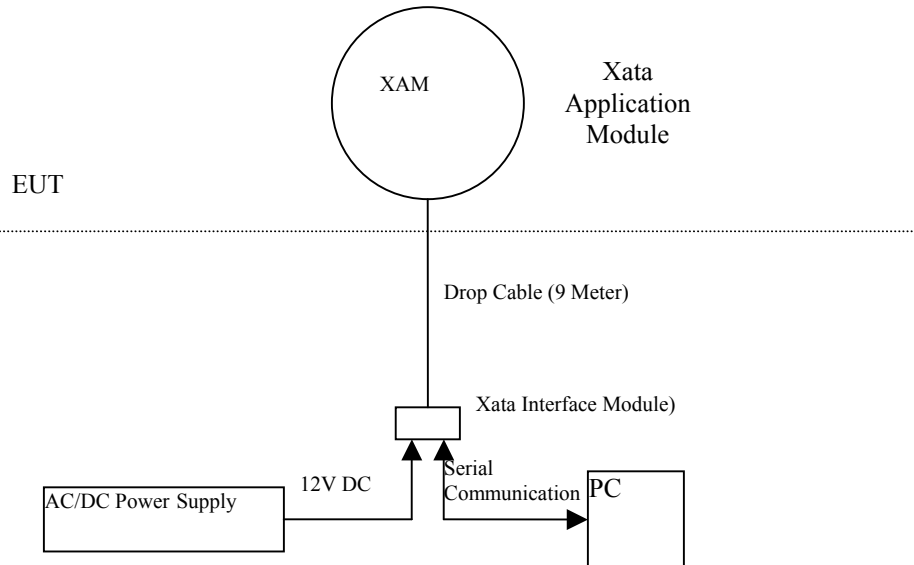 XAM
Xata
Application
Module
EUT
Drop Cable (9 Meter)
Xata Interface Module)
12V DC
Serial
Communication
AC/DC Power Supply
PC